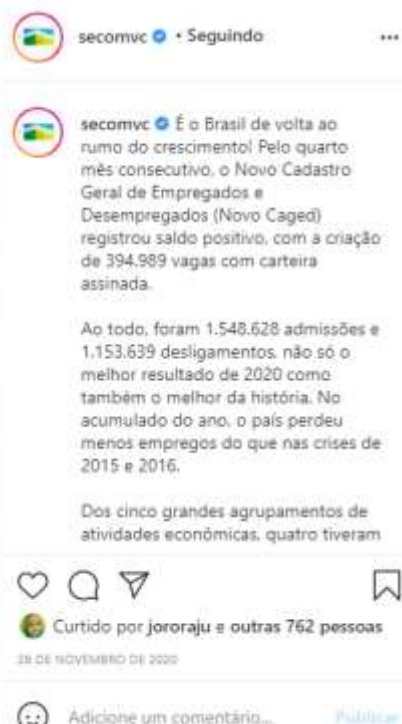 secomvc • Seguindo
...
secomvc É o Brasil de volta ao
rumo do crescimento! Pelo quarto
mês consecutivo, o Novo Cadastro
Geral de Empregados e
Desempregados (Novo Caged)
registrou saldo positivo, com a criação
de 394.989 vagas com carteira
assinada.
Ao todo, foram 1.548.628 admissões e
1.153.639 desligamentos, não só o
melhor resultado de 2020 como
também o melhor da história. No
acumulado do ano, o país perdeu
menos empregos do que nas crises de
2015 e 2016.
Dos cinco grandes agrupamentos de
atividades econômicas, quatro tiveram
Curtido por jororaju e outras 762 pessoas
28 DE NOVEMBRO DE 2020
Adicione um comentário... Publicar